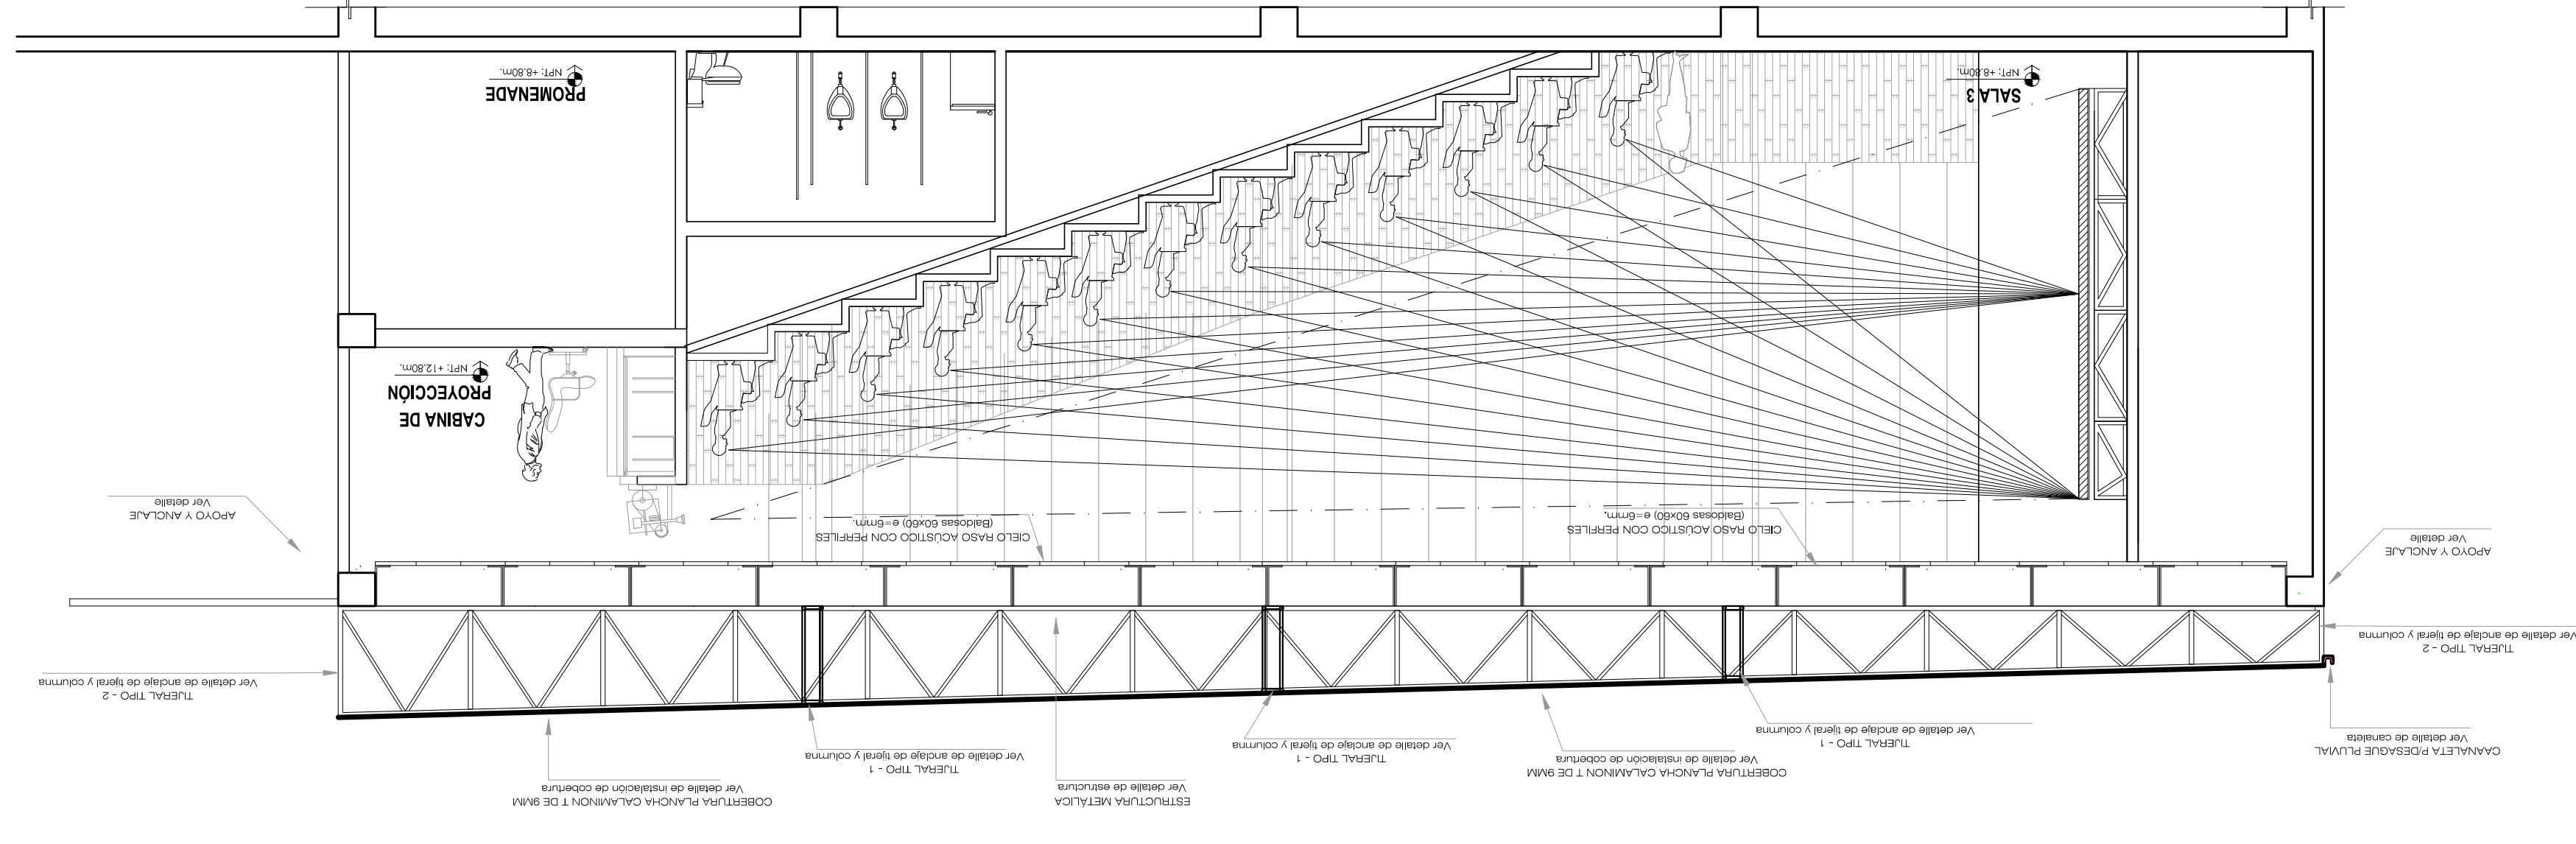 ESTRUCTURA METÁLICA
Ver detalle de estructura
COBERTURA PLANCHA CALAMINON T DE 9MM
Ver detalle de instalación de cobertura
COBERTURA PLANCHA CALAMINON T DE 9MM
Ver detalle de instalación de cobertura
CAANALETA P/DESAGUE PLUVIAL
Ver detalle canaleta
TIJERAL TIPO - 1
Ver detalle de anclaje de tijeral y columna
TIJERAL TIPO - 1
Ver detalle de anclaje de tijeral y columna
TIJERAL TIPO - 1
Ver detalle de anclaje de tijeral y columna
TIJERAL TIPO - 2
Ver detalle de anclaje de tijeral y columna
TIJERAL TIPO - 2
Ver detalle de anclaje de tijeral y columna
APOYO Y ANCLAJE
Ver detalle
CIELO RASO ACÚSTICO CON PERFILES
(Baldosas 60x60) e=6mm.
CIELO RASO ACÚSTICO CON PERFILES
(Baldosas 60x60) e=6mm.
APOYO Y ANCLAJE
Ver detalle
CABINA DE
PROYECCIÓN
NPT: +12.80m.
SALA 3
NPT: +8.80m.
PROMENADE
NPT: +8.80m.